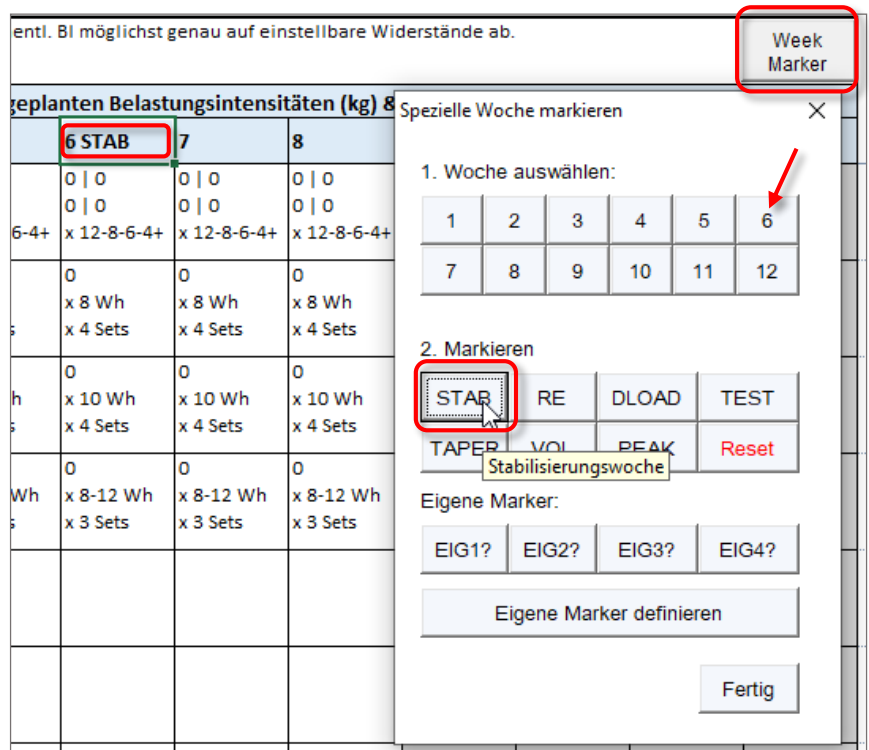 entl. BI möglichst genau auf einstellbare Widerstände ab.
Week
Marker
geplanten Belastungsintensitäten (kg) &
6 STAB 7 8
0 | 0 0 | 0 0 | 0
0 | 0 0 | 0 0 | 0
6-4+ x 12-8-6-4+ x 12-8-6-4+ x 12-8-6-4+
0 0 0
x 8 Wh x 8 Wh x 8 Wh
s x 4 Sets x 4 Sets x 4 Sets
0 0 0
h x 10 Wh x 10 Wh x 10 Wh
s x 4 Sets x 4 Sets x 4 Sets
0 0 0
Wh x 8-12 Wh x 8-12 Wh x 8-12 Wh
s x 3 Sets x 3 Sets x 3 Sets
Spezielle Woche markieren
1. Woche auswählen:
1 2 3 4 5 6
7 8 9 10 11 12
2. Markieren
STAB RE DLOAD TEST
TAPER VOL PEAK Reset
Stabilisierungswoche
Eigene Marker:
EIG1? EIG2? EIG3? EIG4?
Eigene Marker definieren
Fertig